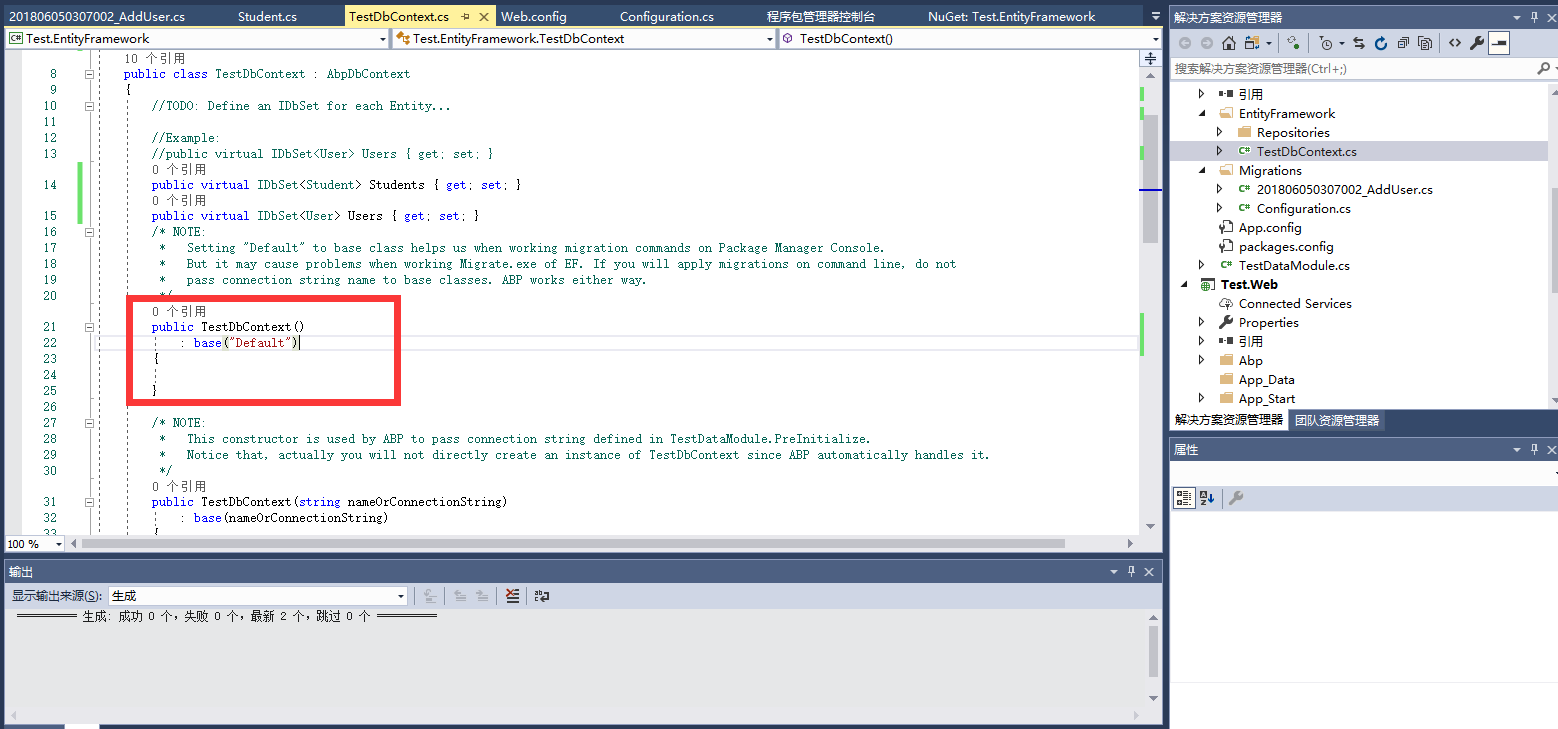 201806050307002_AddUser.cs Student.cs TestDbContext.cs Web.config Configuration.cs 程序包管理器控制台 NuGet: Test.EntityFramework
Test.EntityFramework Test.EntityFramework.TestDbContext TestDbContext()
10 个引用
8 public class TestDbContext : AbpDbContext
9 {
10 //TODO: Define an IDbSet for each Entity...
11
12 //Example:
13 //public virtual IDbSet<User> Users { get; set; }
0 个引用
14 public virtual IDbSet<Student> Students { get; set; }
0 个引用
15 public virtual IDbSet<User> Users { get; set; }
16 /* NOTE:
17 * Setting "Default" to base class helps us when working migration commands on Package Manager Console.
18 * But it may cause problems when working Migrate.exe of EF. If you will apply migrations on command line, do not
19 * pass connection string name to base classes. ABP works either way.
20 */
0 个引用
21 public TestDbContext()
22 : base("Default")
23 {
24
25 }
26
27 /* NOTE:
28 * This constructor is used by ABP to pass connection string defined in TestDataModule.PreInitialize.
29 * Notice that, actually you will not directly create an instance of TestDbContext since ABP automatically handles it.
30 */
0 个引用
31 public TestDbContext(string nameOrConnectionString)
32 : base(nameOrConnectionString)
33 {
100 %
输出
显示输出来源(S): 生成
========== 生成: 成功 0 个，失败 0 个，最新 2 个，跳过 0 个 ==========
解决方案资源管理器
搜索解决方案资源管理器(Ctrl+;)
引用
EntityFramework
Repositories
C# TestDbContext.cs
Migrations
C# 201806050307002_AddUser.cs
C# Configuration.cs
App.config
packages.config
C# TestDataModule.cs
Test.Web
Connected Services
Properties
引用
Abp
App_Data
App_Start
解决方案资源管理器 团队资源管理器
属性